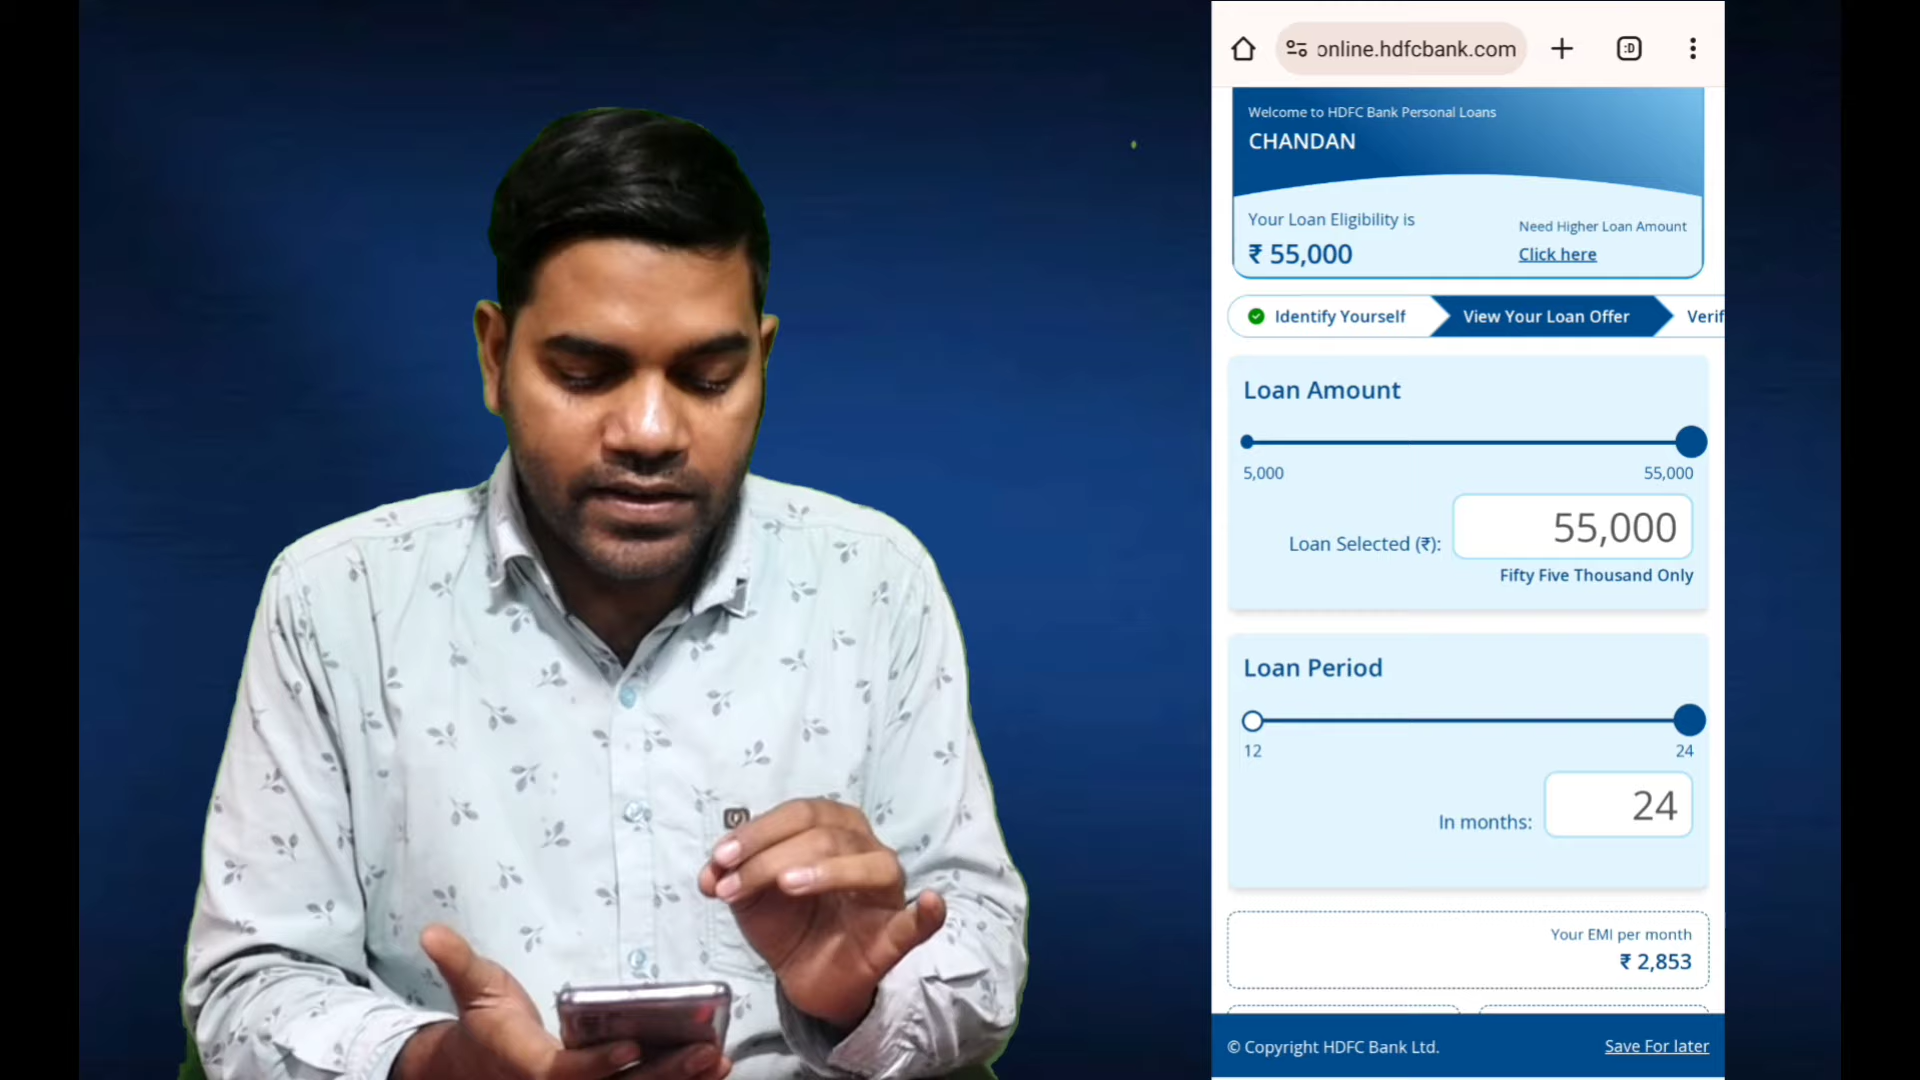 online.hdfcbank.com
:D
Welcome to HDFC Bank Personal Loans
CHANDAN
Your Loan Eligibility is
₹ 55,000
Need Higher Loan Amount
Click here
Identify Yourself
View Your Loan Offer
Verif
Loan Amount
5,000
55,000
Loan Selected (₹):
55,000
Fifty Five Thousand Only
Loan Period
12
24
In months:
24
Your EMI per month
₹ 2,853
© Copyright HDFC Bank Ltd.
Save For later